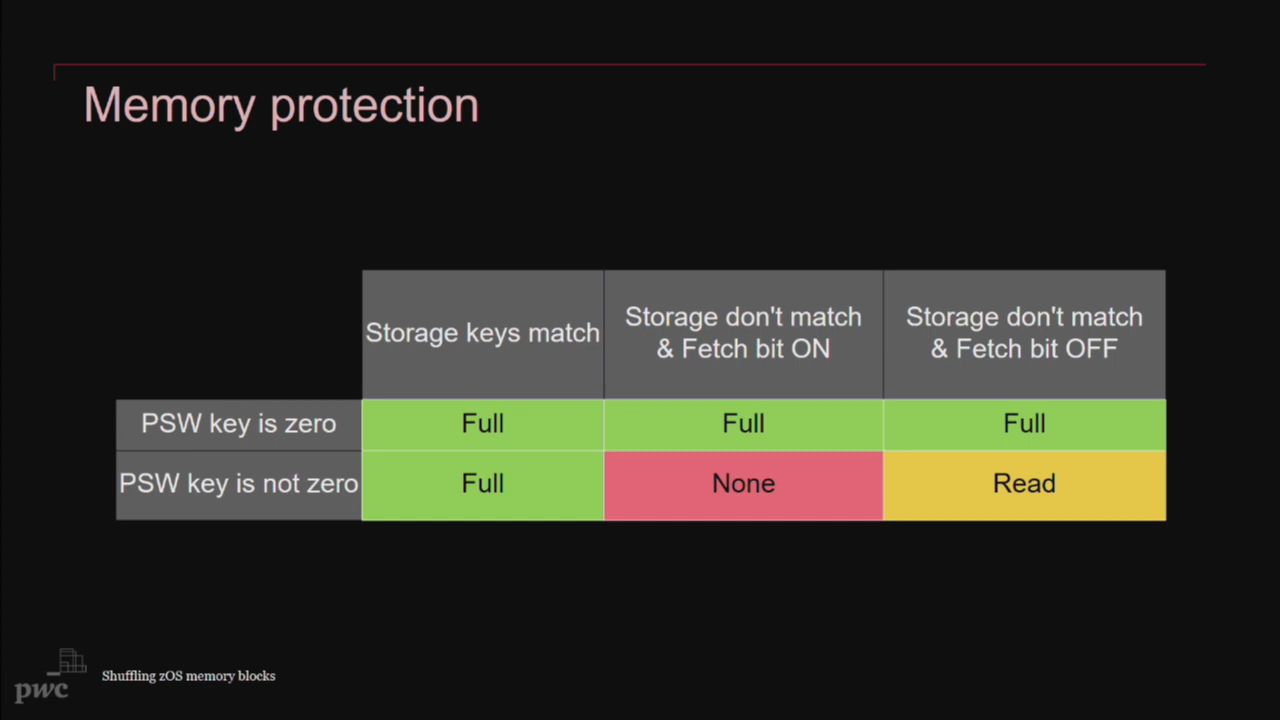 Memory protection
Storage keys match
Storage don't match
& Fetch bit ON
Storage don't match
& Fetch bit OFF
PSW key is zero
Full
Full
Full
PSW key is not zero
Full
None
Read
pwc
Shuffling zOS memory blocks